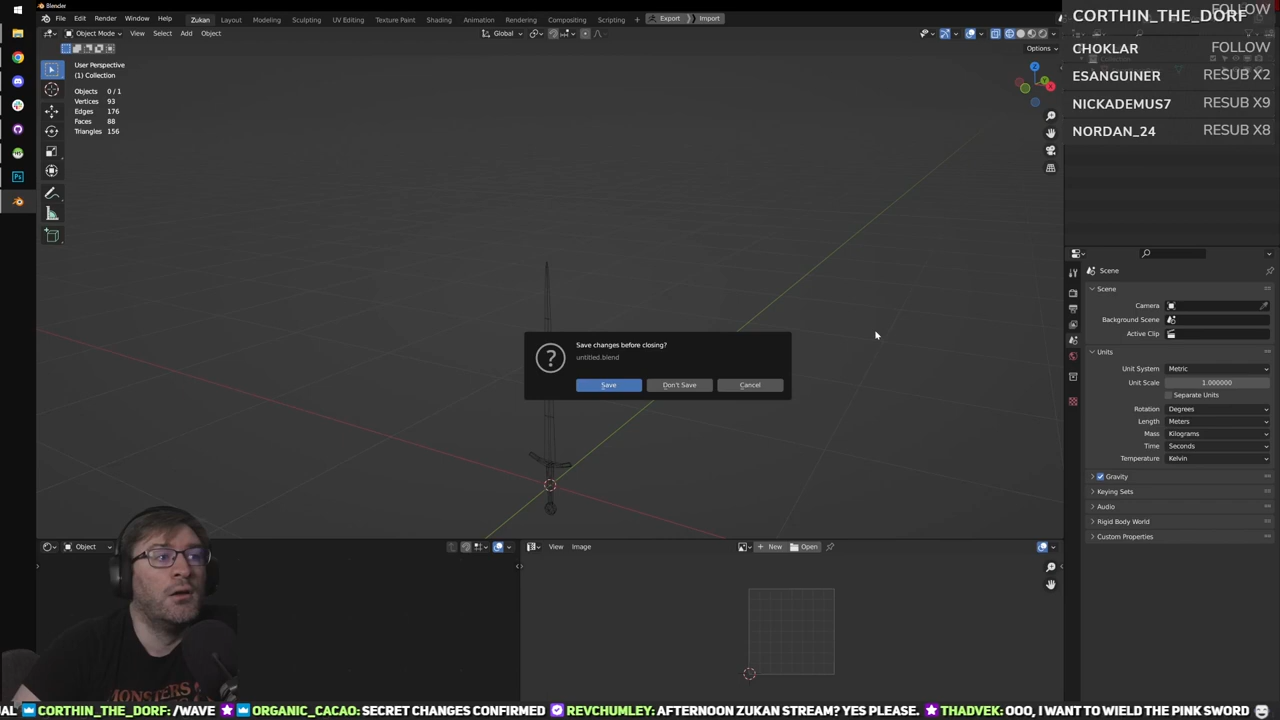 Blender
File Edit Render Window Help Zukan Layout Modeling Sculpting UV Editing Texture Paint Shading Animation Rendering Compositing Scripting Export Import
Object Mode View Select Add Object Global
Options
User Perspective
(1) Collection
Objects 0 / 1
Vertices 93
Edges 176
Faces 88
Triangles 156
FOLLOW
CORTHIN_THE_DORF
CHOKLAR FOLLOW
ESANGUINER RESUB X2
NICKADEMUS7 RESUB X9
NORDAN_24 RESUB X8
Save changes before closing?
untitled.blend
Save Don't Save Cancel
Scene
Scene
Camera
Background Scene
Active Clip
Units
Unit System Metric
Unit Scale 1.000000
Separate Units
Rotation Degrees
Length Meters
Mass Kilograms
Time Seconds
Temperature Kelvin
Gravity
Keying Sets
Audio
Rigid Body World
Custom Properties
Object
View Image New Open
MONSTERS
UAL CORTHIN_THE_DORF: /WAVE ORGANIC_CACAO: SECRET CHANGES CONFIRMED REVCHUMLEY: AFTERNOON ZUKAN STREAM? YES PLEASE. THADVEK: OOO, I WANT TO WIELD THE PINK SWORD